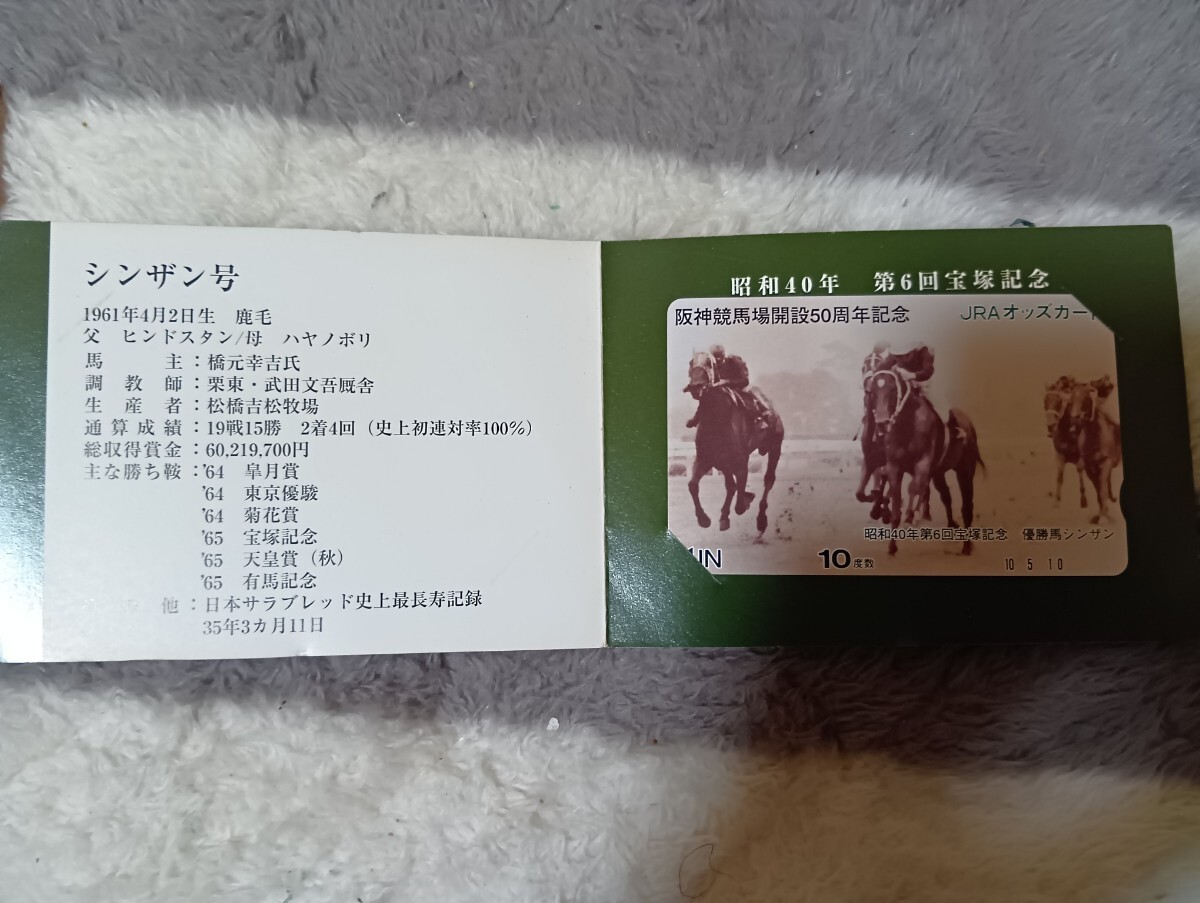 シンザン号
1961年4月2日生 鹿毛
父 ヒンドスタン/母 ハヤノボリ
馬主：橋元幸吉氏
調教師：栗東・武田文吾厩舎
生産者：松橋吉松牧場
通算成績：19戦15勝 2着4回（史上初連対率100%）
総収得賞金：60,219,700円
主な勝ち鞍：'64 皐月賞
'64 東京優駿
'64 菊花賞
'65 宝塚記念
'65 天皇賞（秋）
'65 有馬記念
他：日本サラブレッド史上最長寿記録
35年3カ月11日
昭和40年 第6回宝塚記念
阪神競馬場開設50周年記念 JRAオッズカード
昭和40年第6回宝塚記念 優勝馬シンザン
10度数
10 5 10